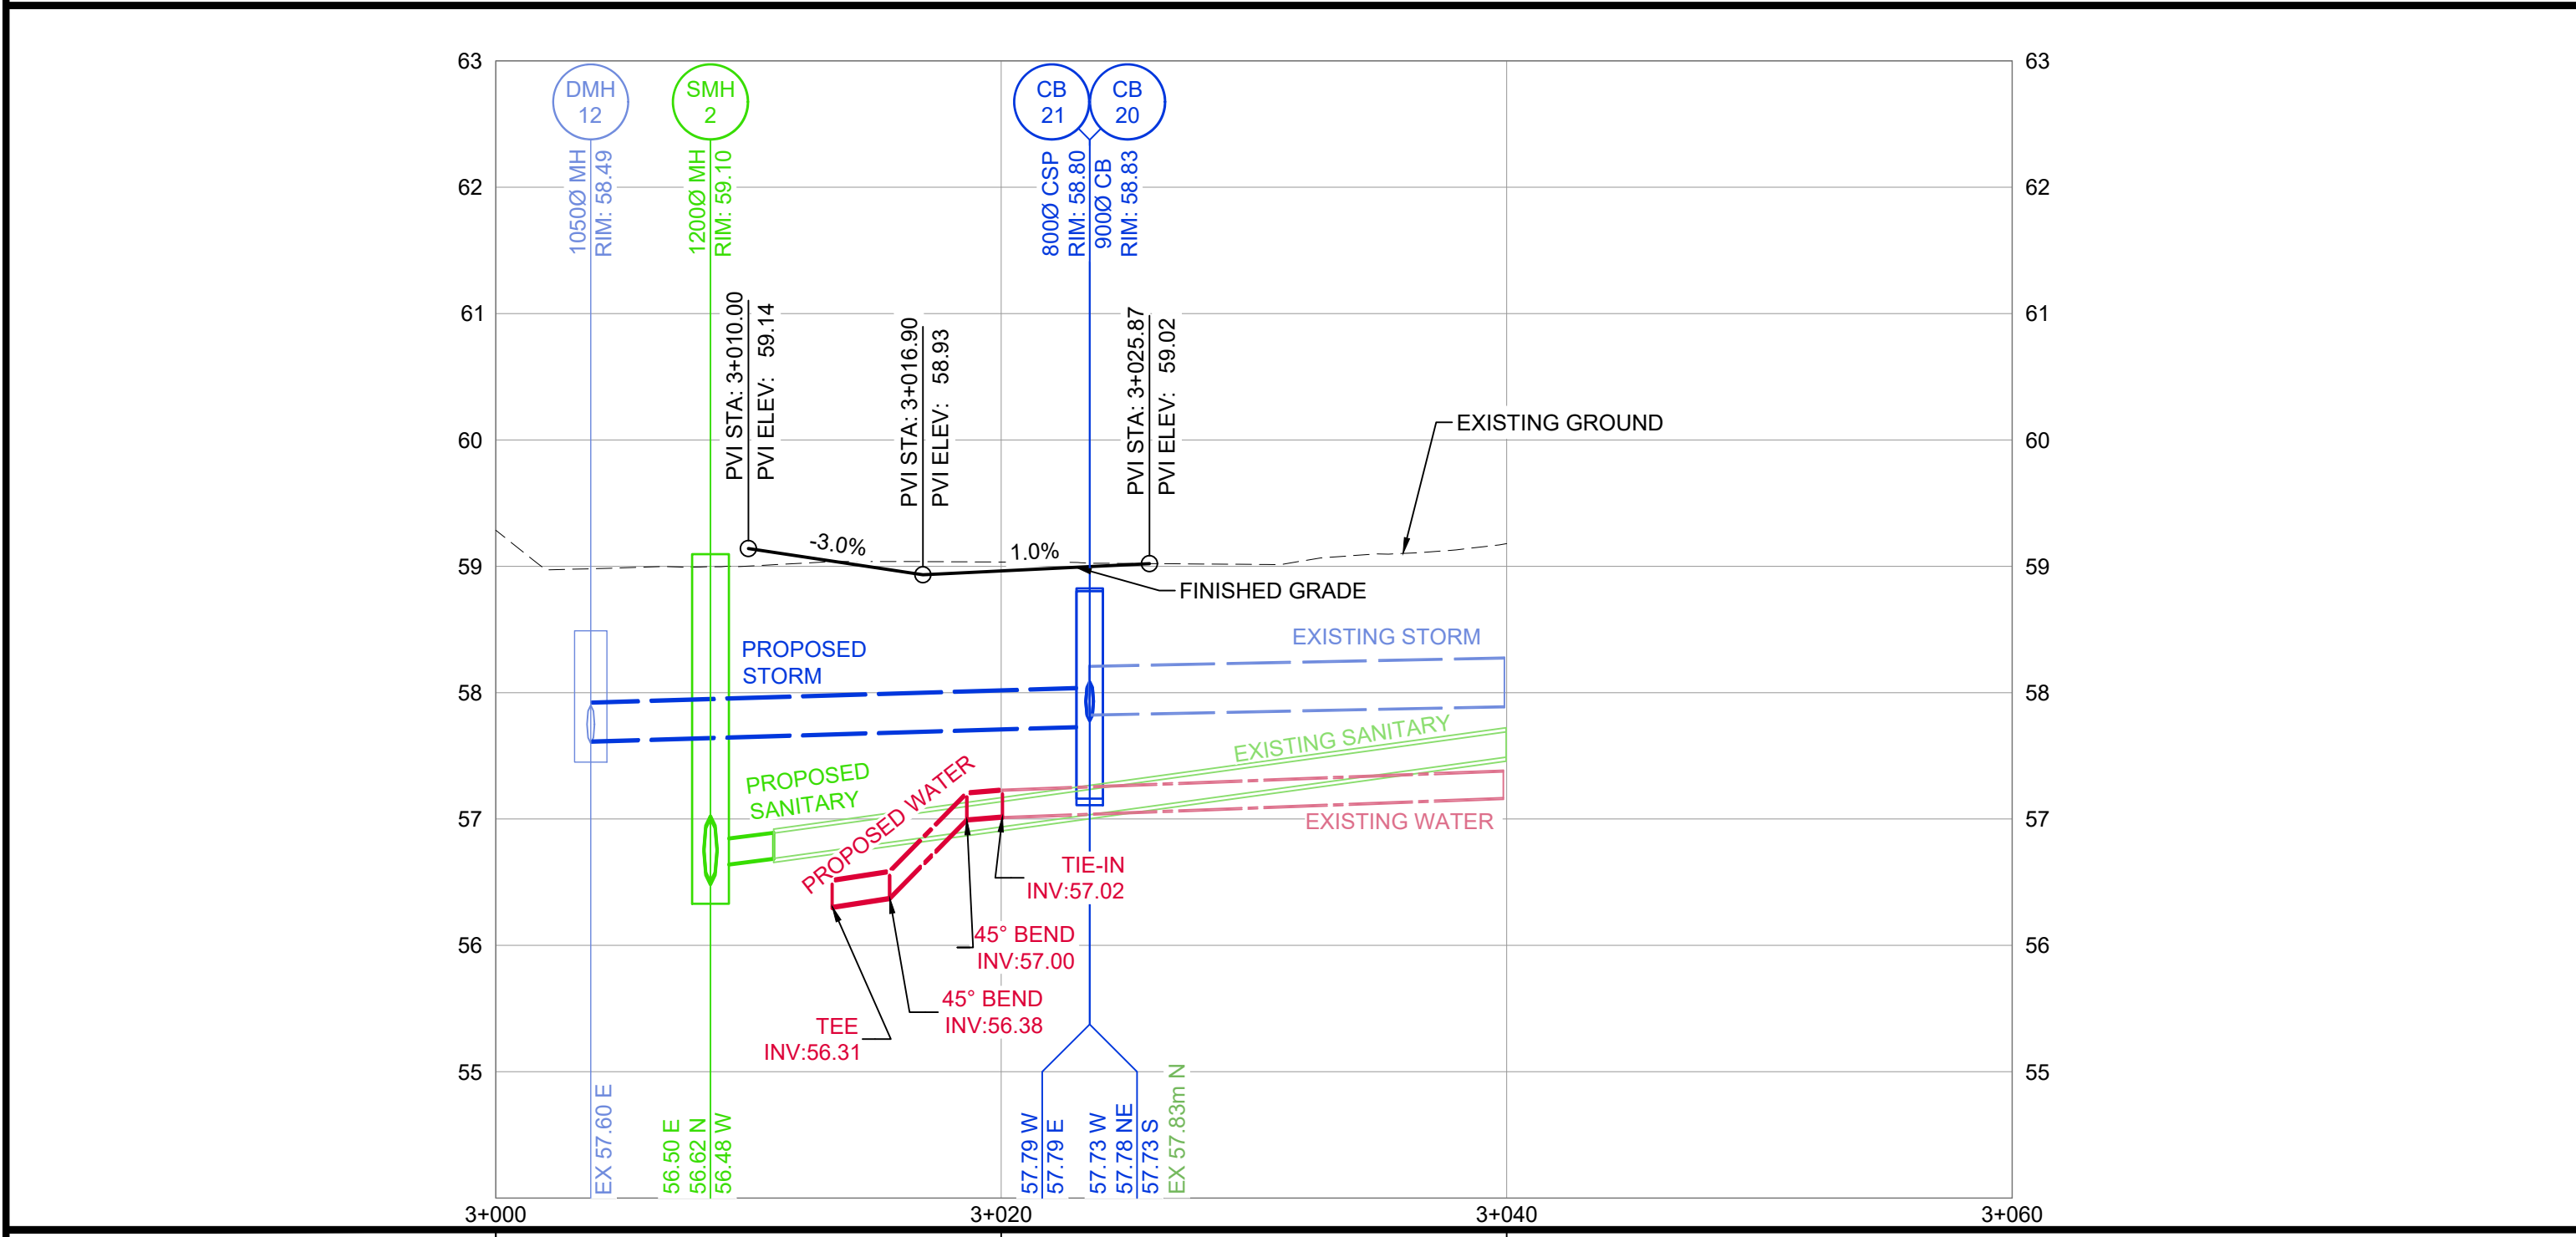 63
63
DMH
12
SMH
2
CB
21
CB
20
1050Ø MH
RIM: 58.49
1200Ø MH
RIM: 59.10
800Ø CSP
RIM: 58.80
900Ø CB
RIM: 58.83
62
62
61
61
PVI STA: 3+010.00
PVI ELEV: 59.14
PVI STA: 3+016.90
PVI ELEV: 58.93
PVI STA: 3+025.87
PVI ELEV: 59.02
60
60
EXISTING GROUND
-3.0%
1.0%
59
59
FINISHED GRADE
PROPOSED
STORM
EXISTING STORM
58
58
PROPOSED
SANITARY
PROPOSED WATER
EXISTING SANITARY
57
57
EXISTING WATER
TIE-IN
INV:57.02
45° BEND
INV:57.00
56
56
45° BEND
INV:56.38
TEE
INV:56.31
55
55
EX 57.60 E
56.50 E
56.62 N
56.48 W
57.79 W
57.79 E
57.73 W
57.78 NE
57.73 S
EX 57.83m N
3+000
3+020
3+040
3+060